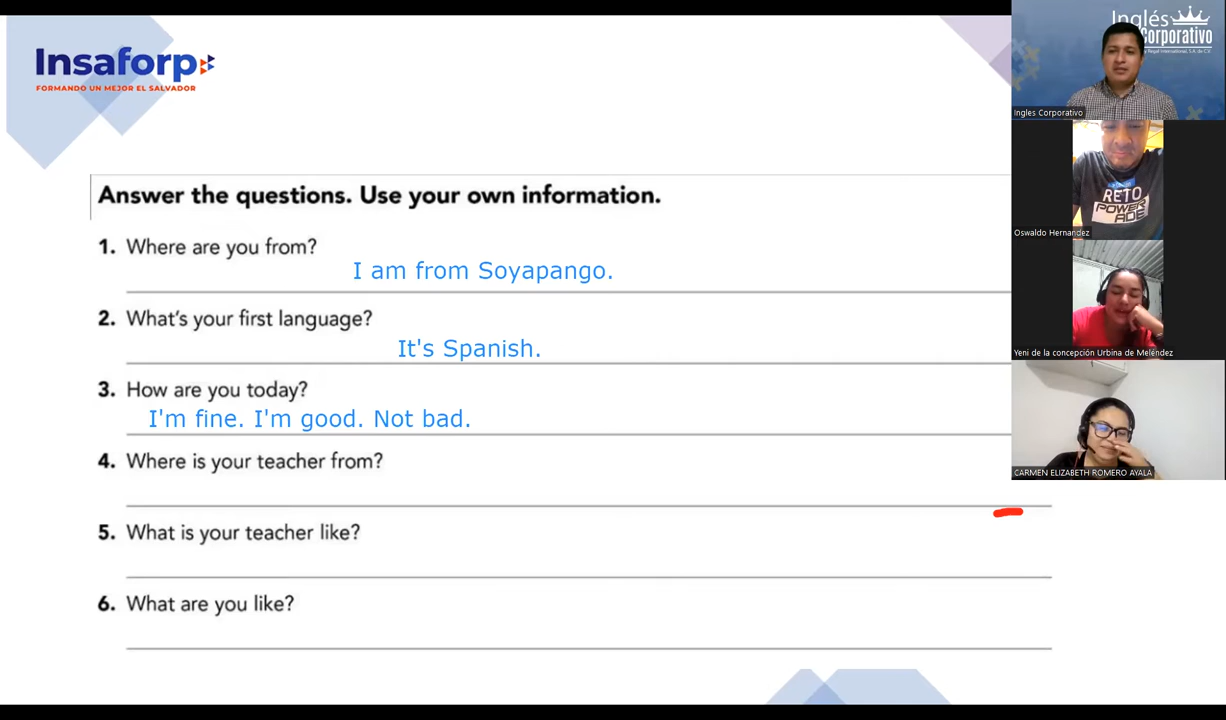 Insaforp
FORMANDO UN MEJOR EL SALVADOR
Answer the questions. Use your own information.
1. Where are you from?
I am from Soyapango.
2. What's your first language?
It's Spanish.
3. How are you today?
I'm fine. I'm good. Not bad.
4. Where is your teacher from?
5. What is your teacher like?
6. What are you like?
Inglés
Corporativo
Ingles Corporativo
RETO
POWER
ADE
Oswaldo Hernandez
Yeni de la concepción Urbina de Meléndez
CARMEN ELIZABETH ROMERO AYALA